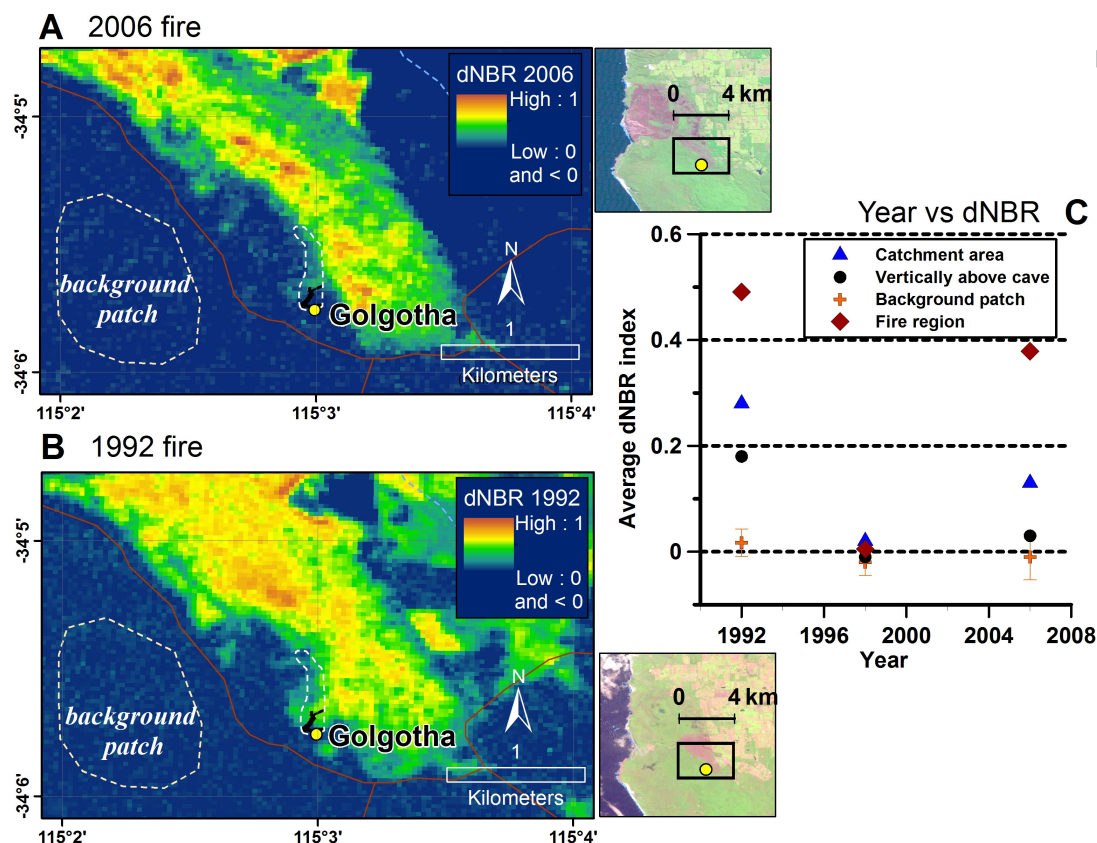 A 2006 fire
dNBR 2006
High : 1
Low : 0
and < 0
background
patch
Golgotha
N
1
Kilometers
-34°5'
-34°6'
115°2' 115°3' 115°4'
0 4 km
B 1992 fire
dNBR 1992
High : 1
Low : 0
and < 0
background
patch
Golgotha
N
1
Kilometers
-34°5'
-34°6'
115°2' 115°3' 115°4'
0 4 km
Year vs dNBR C
Catchment area
Vertically above cave
Background patch
Fire region
Average dNBR index
0.6
0.4
0.2
0
1992 1996 2000 2004 2008
Year